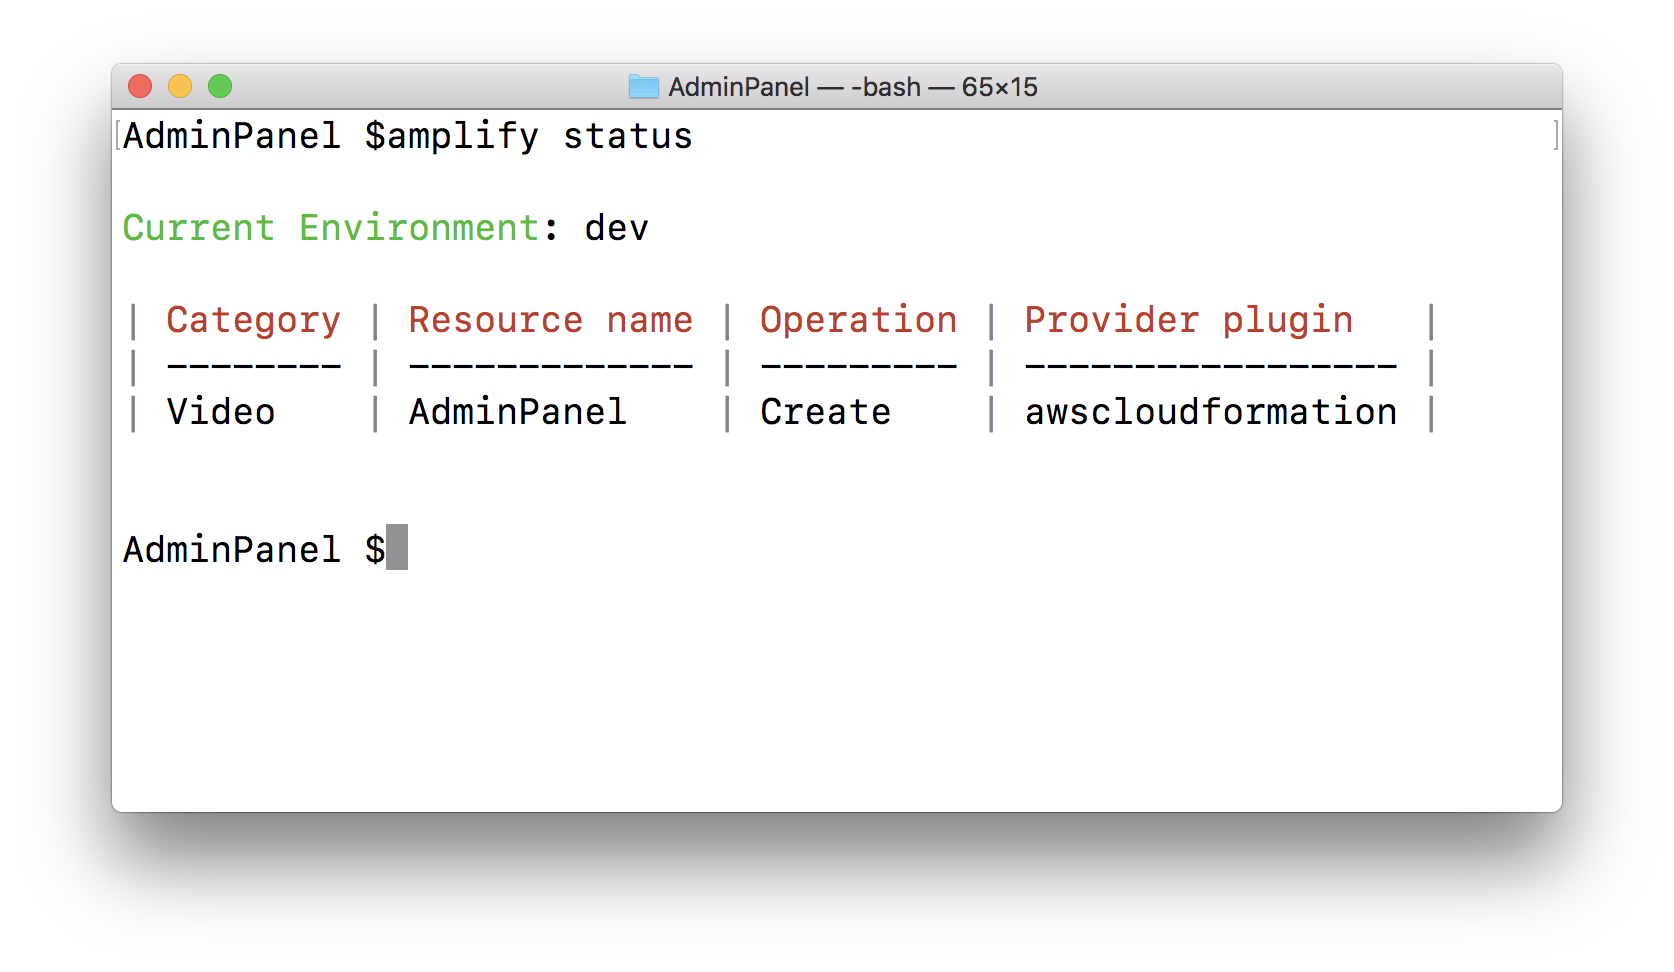 AdminPanel — -bash — 65×15
AdminPanel $amplify status
Current Environment: dev
| Category | Resource name | Operation | Provider plugin   |
| -------- | ------------- | --------- | ----------------- |
| Video    | AdminPanel    | Create    | awscloudformation |
AdminPanel $